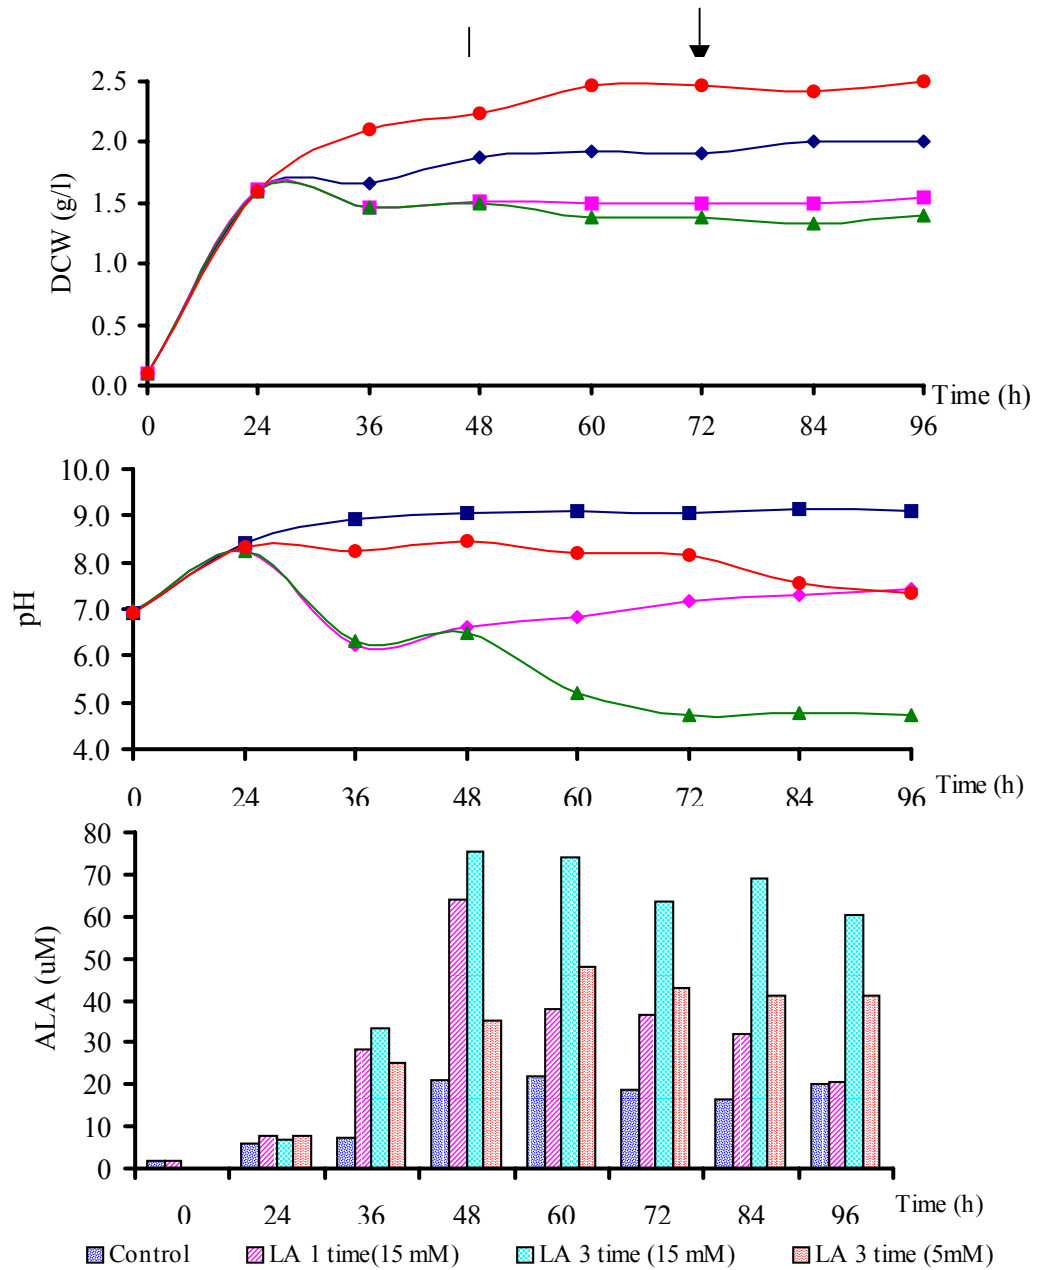 2.5
2.0
1.5
1.0
0.5
0.0
DCW (g/l)
Time (h)
0 24 36 48 60 72 84 96
10.0
9.0
8.0
7.0
6.0
5.0
4.0
pH
Time (h)
0 24 36 48 60 72 84 96
80
70
60
50
40
30
20
10
0
ALA (uM)
Time (h)
0 24 36 48 60 72 84 96
Control LA 1 time(15 mM) LA 3 time (15 mM) LA 3 time (5mM)